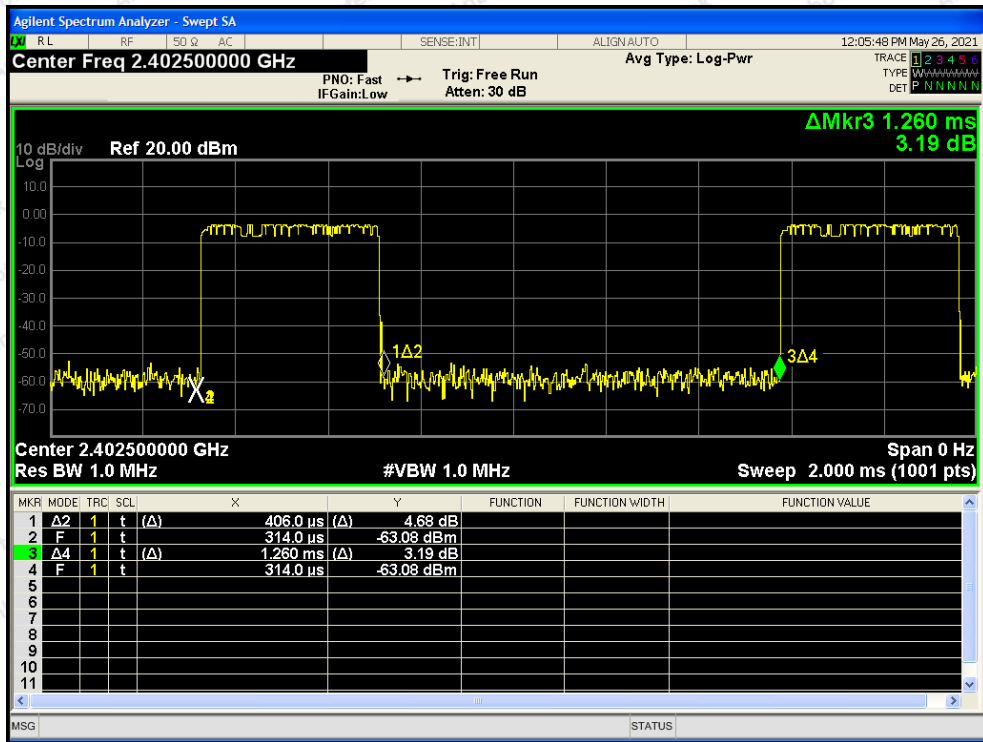 Agilent Spectrum Analyzer - Swept SA
LXI RL RF 50 Ω AC SENSE:INT ALIGN AUTO 12:05:48 PM May 26, 2021
Center Freq 2.402500000 GHz
PNO: Fast
IFGain:Low
Trig: Free Run
Atten: 30 dB
Avg Type: Log-Pwr
TRACE 1 2 3 4 5 6
TYPE WWWWWW
DET P N N N N N
ΔMkr3 1.260 ms
3.19 dB
10 dB/div Ref 20.00 dBm
Log
10.0
0.00
-10.0
-20.0
-30.0
-40.0
-50.0
-60.0
-70.0
1Δ2
3Δ4
Center 2.402500000 GHz Span 0 Hz
Res BW 1.0 MHz #VBW 1.0 MHz Sweep 2.000 ms (1001 pts)
MKR MODE TRC SCL X Y FUNCTION FUNCTION WIDTH FUNCTION VALUE
1 Δ2 1 t (Δ) 406.0 µs (Δ) 4.68 dB
2 F 1 t 314.0 µs -63.08 dBm
3 Δ4 1 t (Δ) 1.260 ms (Δ) 3.19 dB
4 F 1 t 314.0 µs -63.08 dBm
5
6
7
8
9
10
11
MSG STATUS